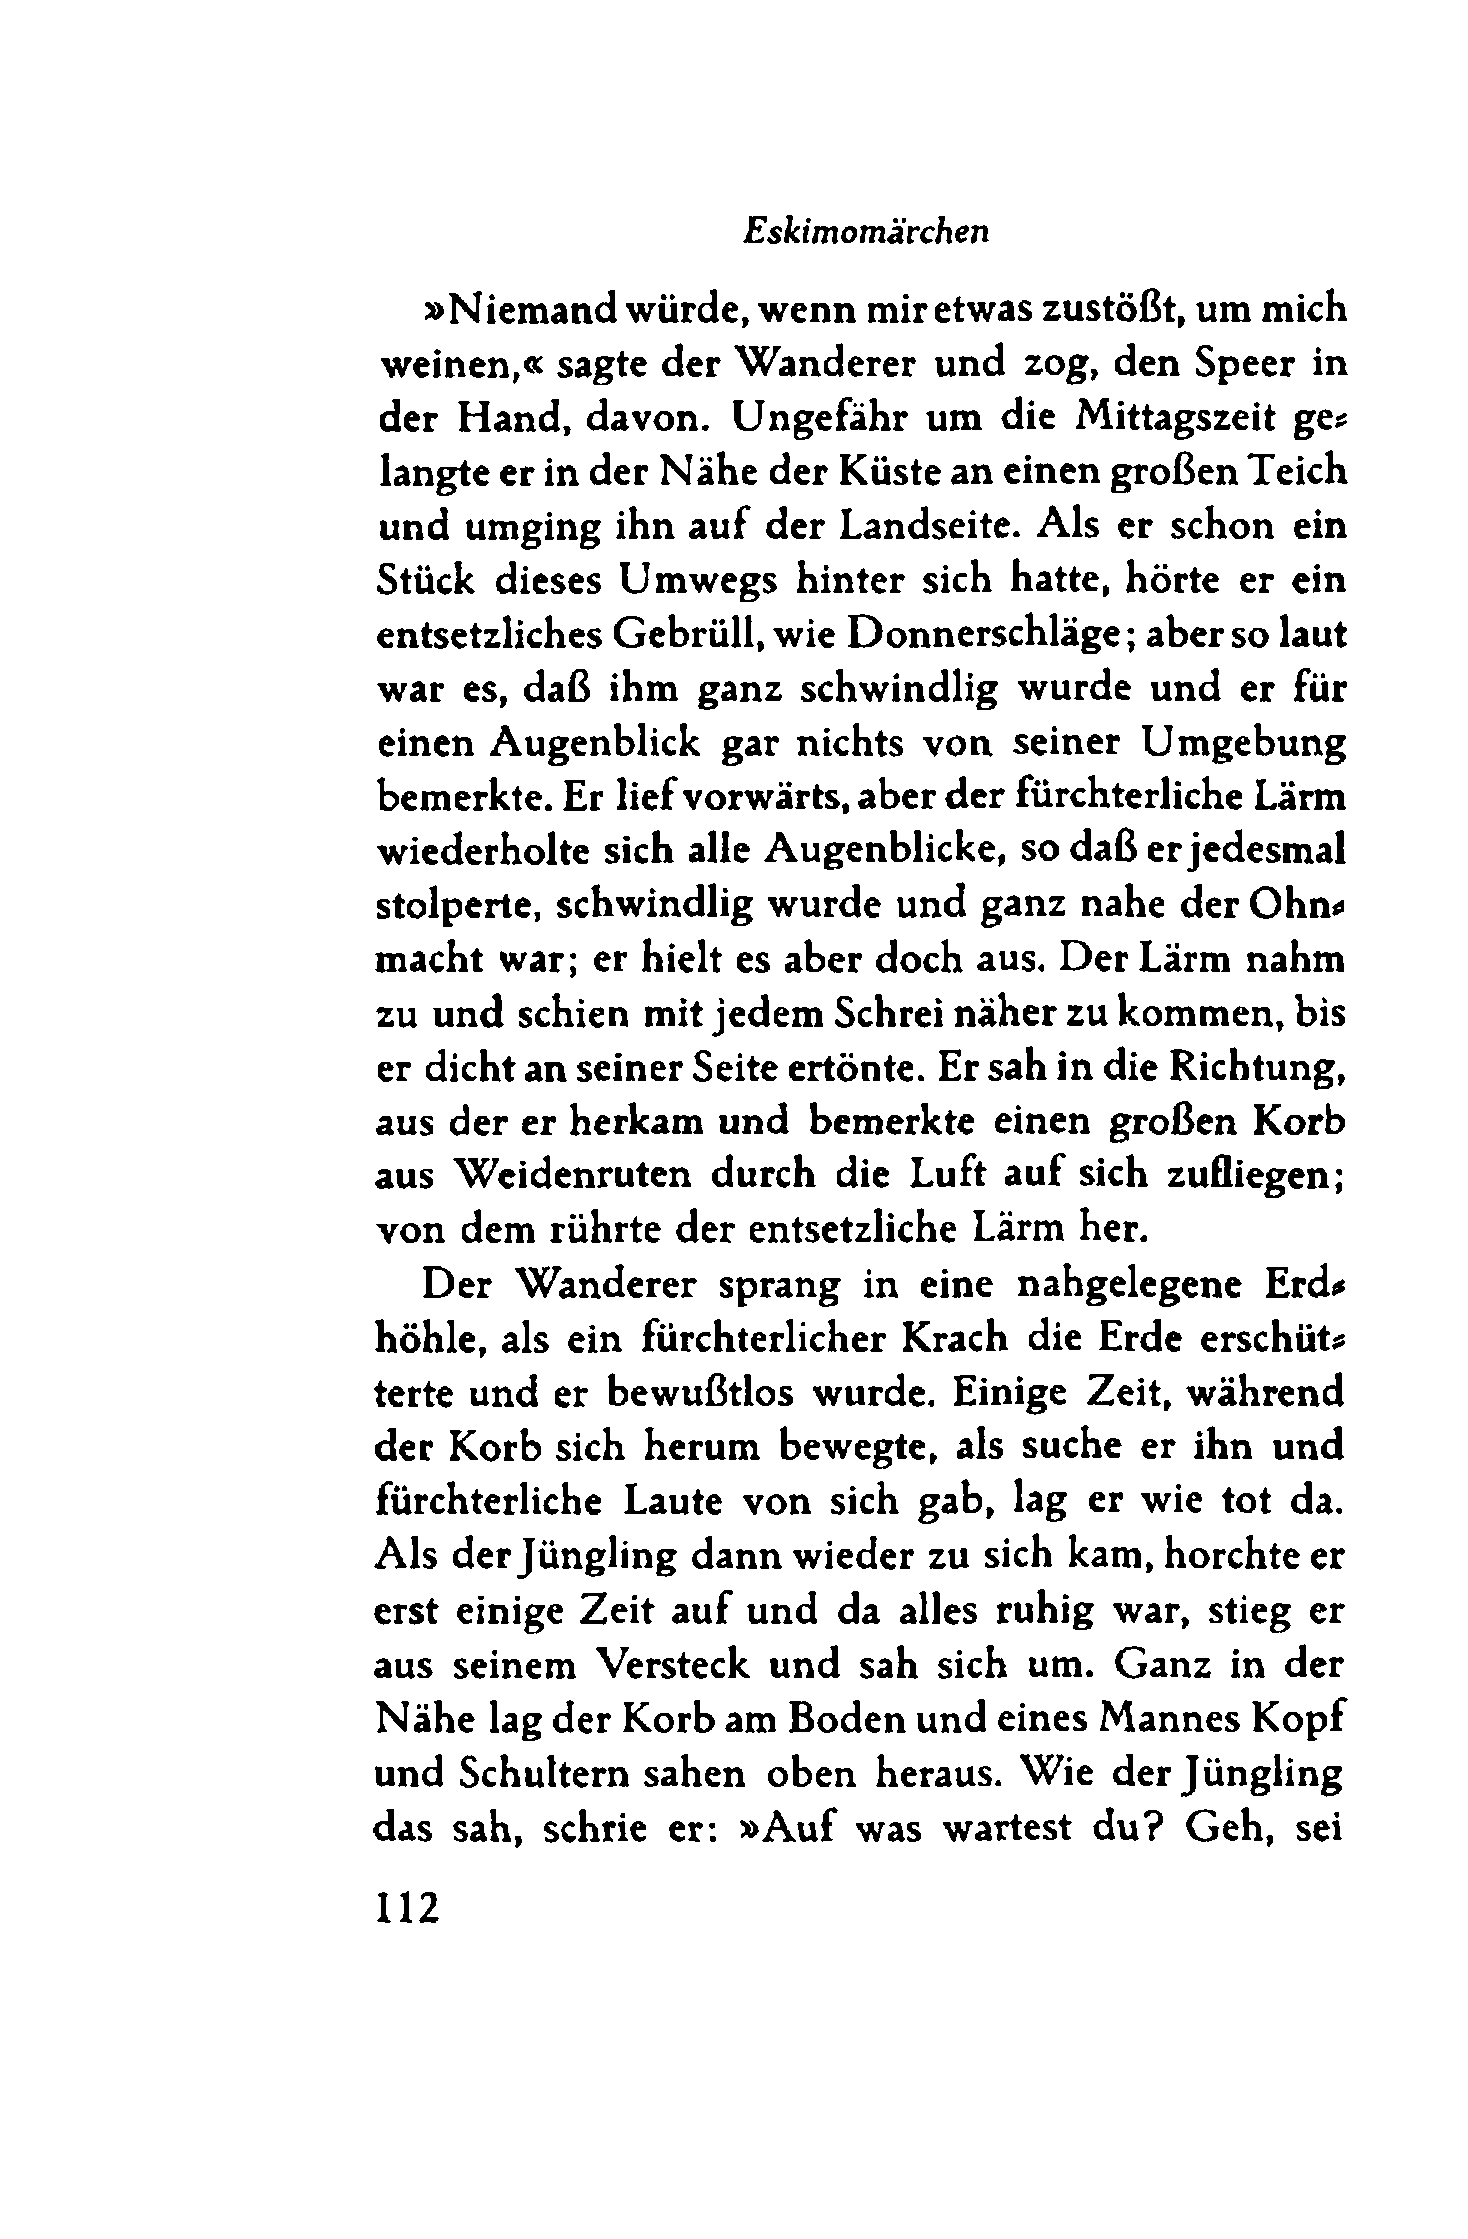 Eskimomärchen
»Niemand würde, wenn mir etwas zustößt, um mich
weinen,« sagte der Wanderer und zog, den Speer in
der Hand, davon. Ungefähr um die Mittagszeit ge-
langte er in der Nähe der Küste an einen großen Teich
und umging ihn auf der Landseite. Als er schon ein
Stück dieses Umwegs hinter sich hatte, hörte er ein
entsetzliches Gebrüll, wie Donnerschläge; aber so laut
war es, daß ihm ganz schwindlig wurde und er für
einen Augenblick gar nichts von seiner Umgebung
bemerkte. Er lief vorwärts, aber der fürchterliche Lärm
wiederholte sich alle Augenblicke, so daß er jedesmal
stolperte, schwindlig wurde und ganz nahe der Ohn-
macht war; er hielt es aber doch aus. Der Lärm nahm
zu und schien mit jedem Schrei näher zu kommen, bis
er dicht an seiner Seite ertönte. Er sah in die Richtung,
aus der er herkam und bemerkte einen großen Korb
aus Weidenruten durch die Luft auf sich zufliegen;
von dem rührte der entsetzliche Lärm her.
Der Wanderer sprang in eine nahgelegene Erd-
höhle, als ein fürchterlicher Krach die Erde erschüt-
terte und er bewußtlos wurde. Einige Zeit, während
der Korb sich herum bewegte, als suche er ihn und
fürchterliche Laute von sich gab, lag er wie tot da.
Als der Jüngling dann wieder zu sich kam, horchte er
erst einige Zeit auf und da alles ruhig war, stieg er
aus seinem Versteck und sah sich um. Ganz in der
Nähe lag der Korb am Boden und eines Mannes Kopf
und Schultern sahen oben heraus. Wie der Jüngling
das sah, schrie er: »Auf was wartest du? Geh, sei
112